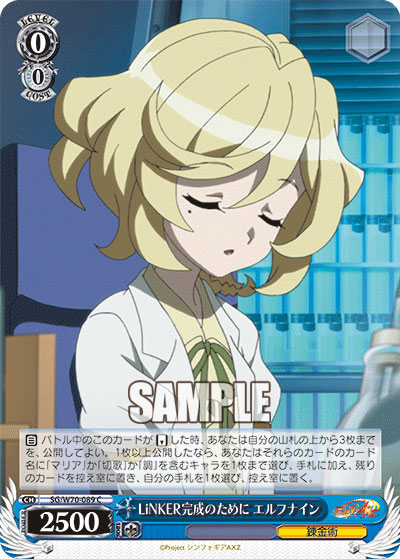 LEVEL
0
0
COST
SAMPLE
バトル中のこのカードが【】した時、あなたは自分の山札の上から3枚まで
を、公開してよい。1枚以上公開したなら、あなたはそれらのカードのカード
名に「マリア」か「切歌」か「調」を含むキャラを1枚まで選び、手札に加え、残り
のカードを控え室に置き、自分の手札を1枚選び、控え室に置く。
CH
SG/W70-089 C
2500
LiNKER完成のために エルフナイン
錬金術
©Project シンフォギアAXZ